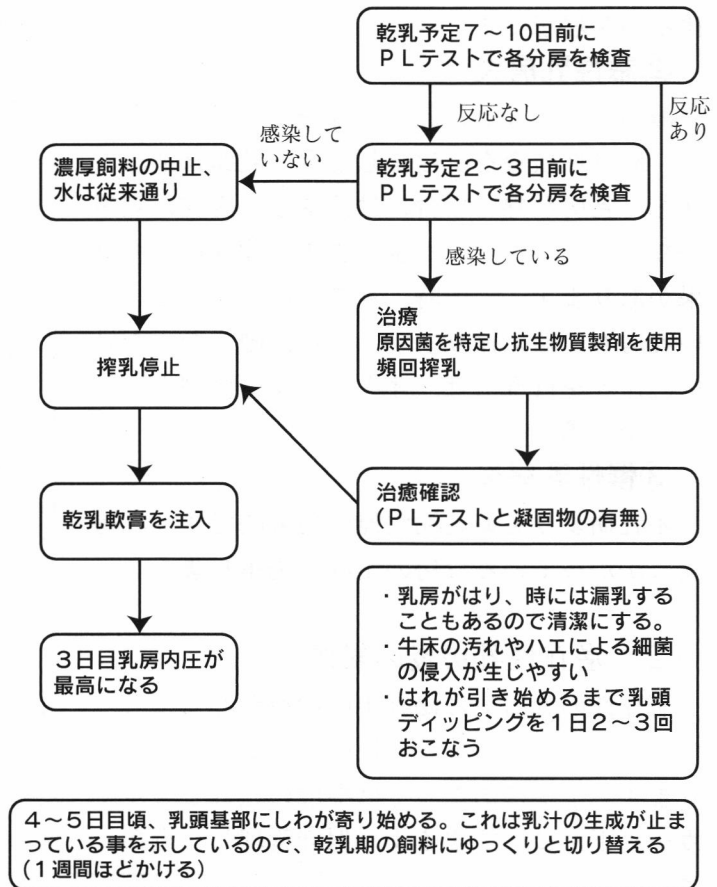 乾乳予定7～10日前に
PLテストで各分房を検査
反応なし
反応
あり
感染して
いない
濃厚飼料の中止、
水は従来通り
乾乳予定2～3日前に
PLテストで各分房を検査
感染している
治療
原因菌を特定し抗生物質製剤を使用
頻回搾乳
搾乳停止
治癒確認
(PLテストと凝固物の有無)
乾乳軟膏を注入
3日目乳房内圧が
最高になる
・乳房がはり、時には漏乳する
こともあるので清潔にする。
・牛床の汚れやハエによる細菌
の侵入が生じやすい
・はれが引き始めるまで乳頭
ディッピングを1日2～3回
おこなう
4～5日目頃、乳頭基部にしわが寄り始める。これは乳汁の生成が止ま
っている事を示しているので、乾乳期の飼料にゆっくりと切り替える
(1週間ほどかける)